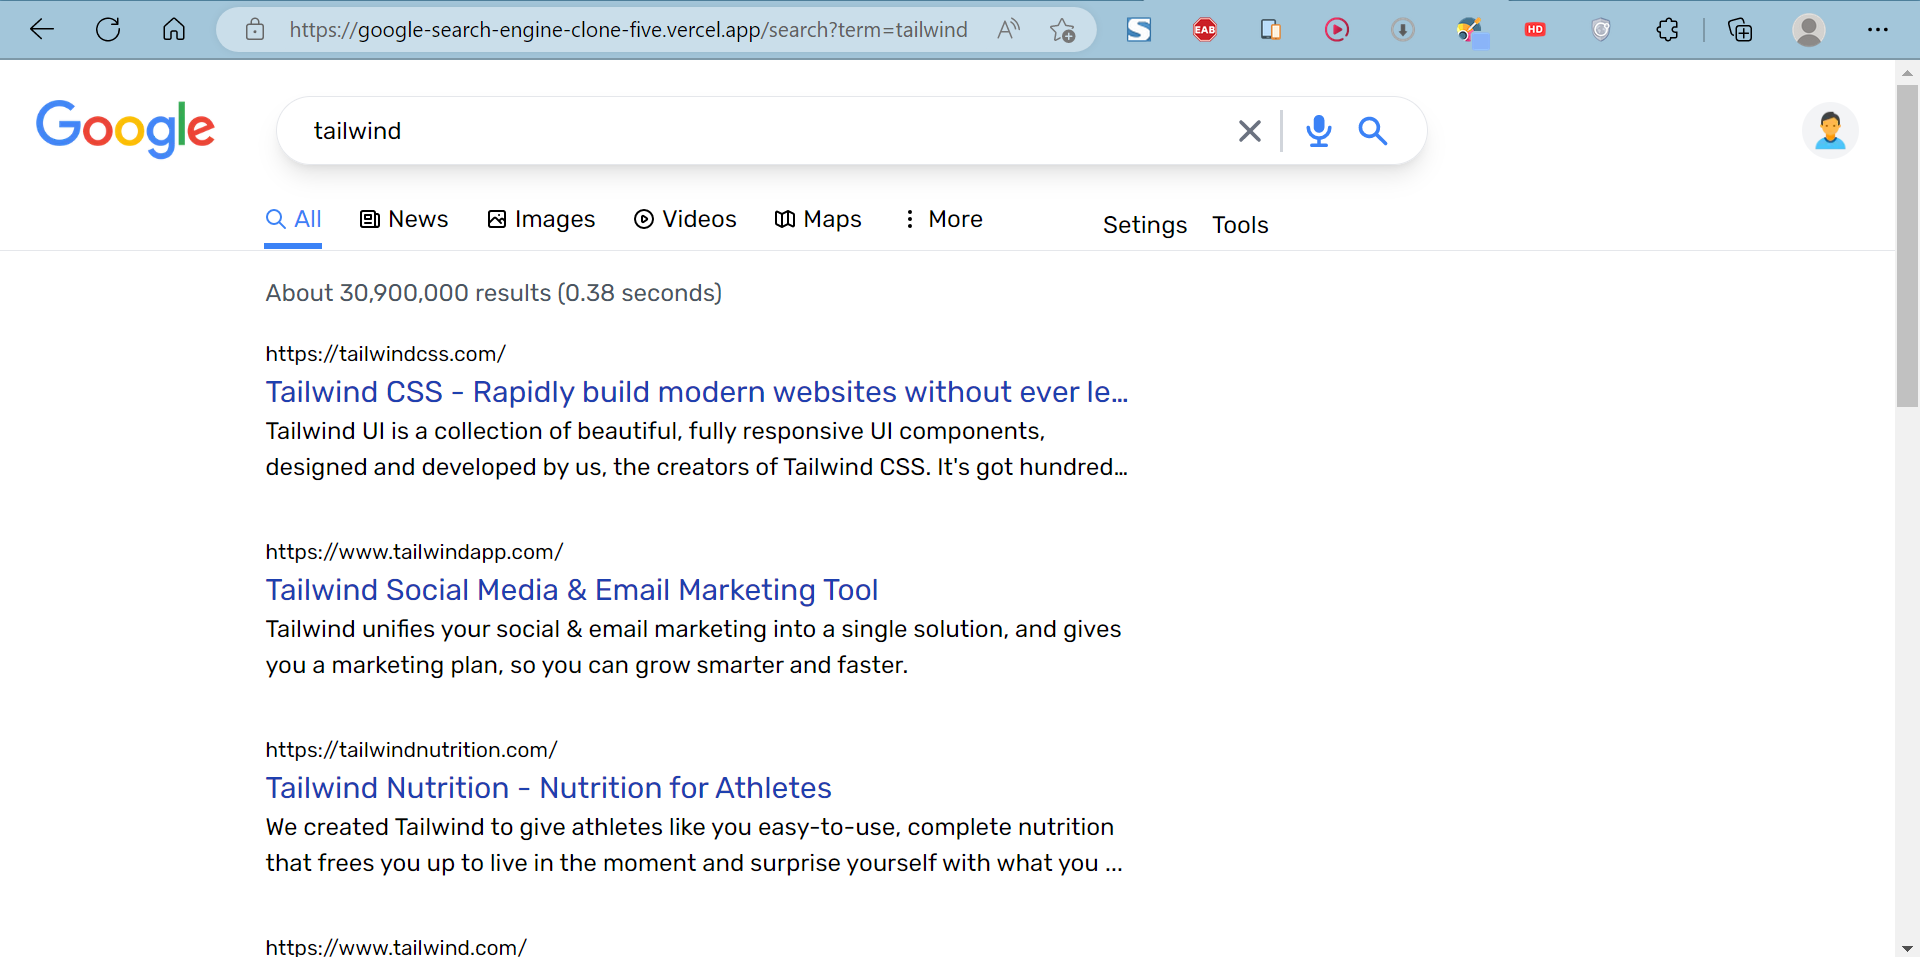 https://google-search-engine-clone-five.vercel.app/search?term=tailwind
EAB
HD
Google
tailwind
All News Images Videos Maps More Setings Tools
About 30,900,000 results (0.38 seconds)
https://tailwindcss.com/
Tailwind CSS - Rapidly build modern websites without ever le...
Tailwind UI is a collection of beautiful, fully responsive UI components,
designed and developed by us, the creators of Tailwind CSS. It's got hundred...
https://www.tailwindapp.com/
Tailwind Social Media & Email Marketing Tool
Tailwind unifies your social & email marketing into a single solution, and gives
you a marketing plan, so you can grow smarter and faster.
https://tailwindnutrition.com/
Tailwind Nutrition - Nutrition for Athletes
We created Tailwind to give athletes like you easy-to-use, complete nutrition
that frees you up to live in the moment and surprise yourself with what you ...
https://www.tailwind.com/